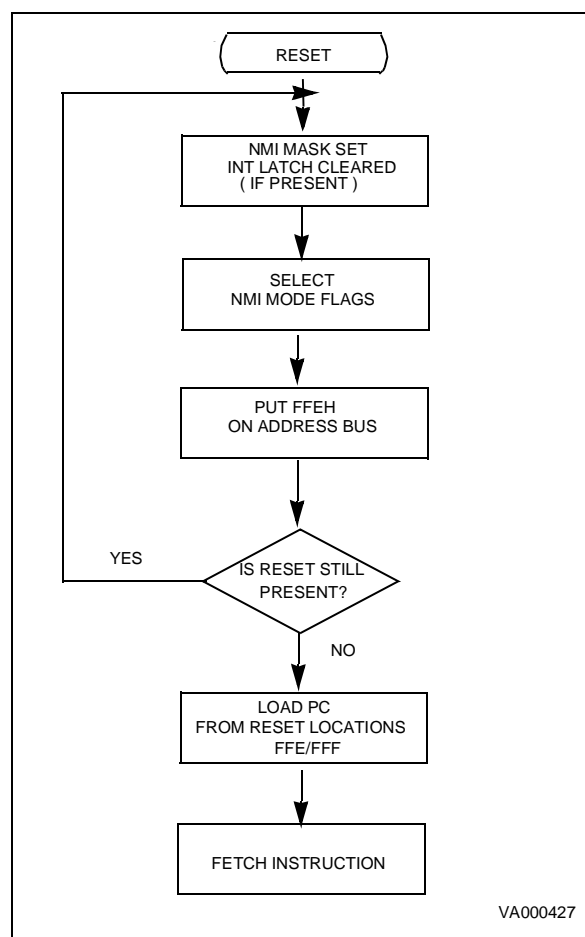 RESET
NMI MASK SET
INT LATCH CLEARED
( IF PRESENT )
SELECT
NMI MODE FLAGS
PUT FFEH
ON ADDRESS BUS
YES
IS RESET STILL
PRESENT?
NO
LOAD PC
FROM RESET LOCATIONS
FFE/FFF
FETCH INSTRUCTION
VA000427